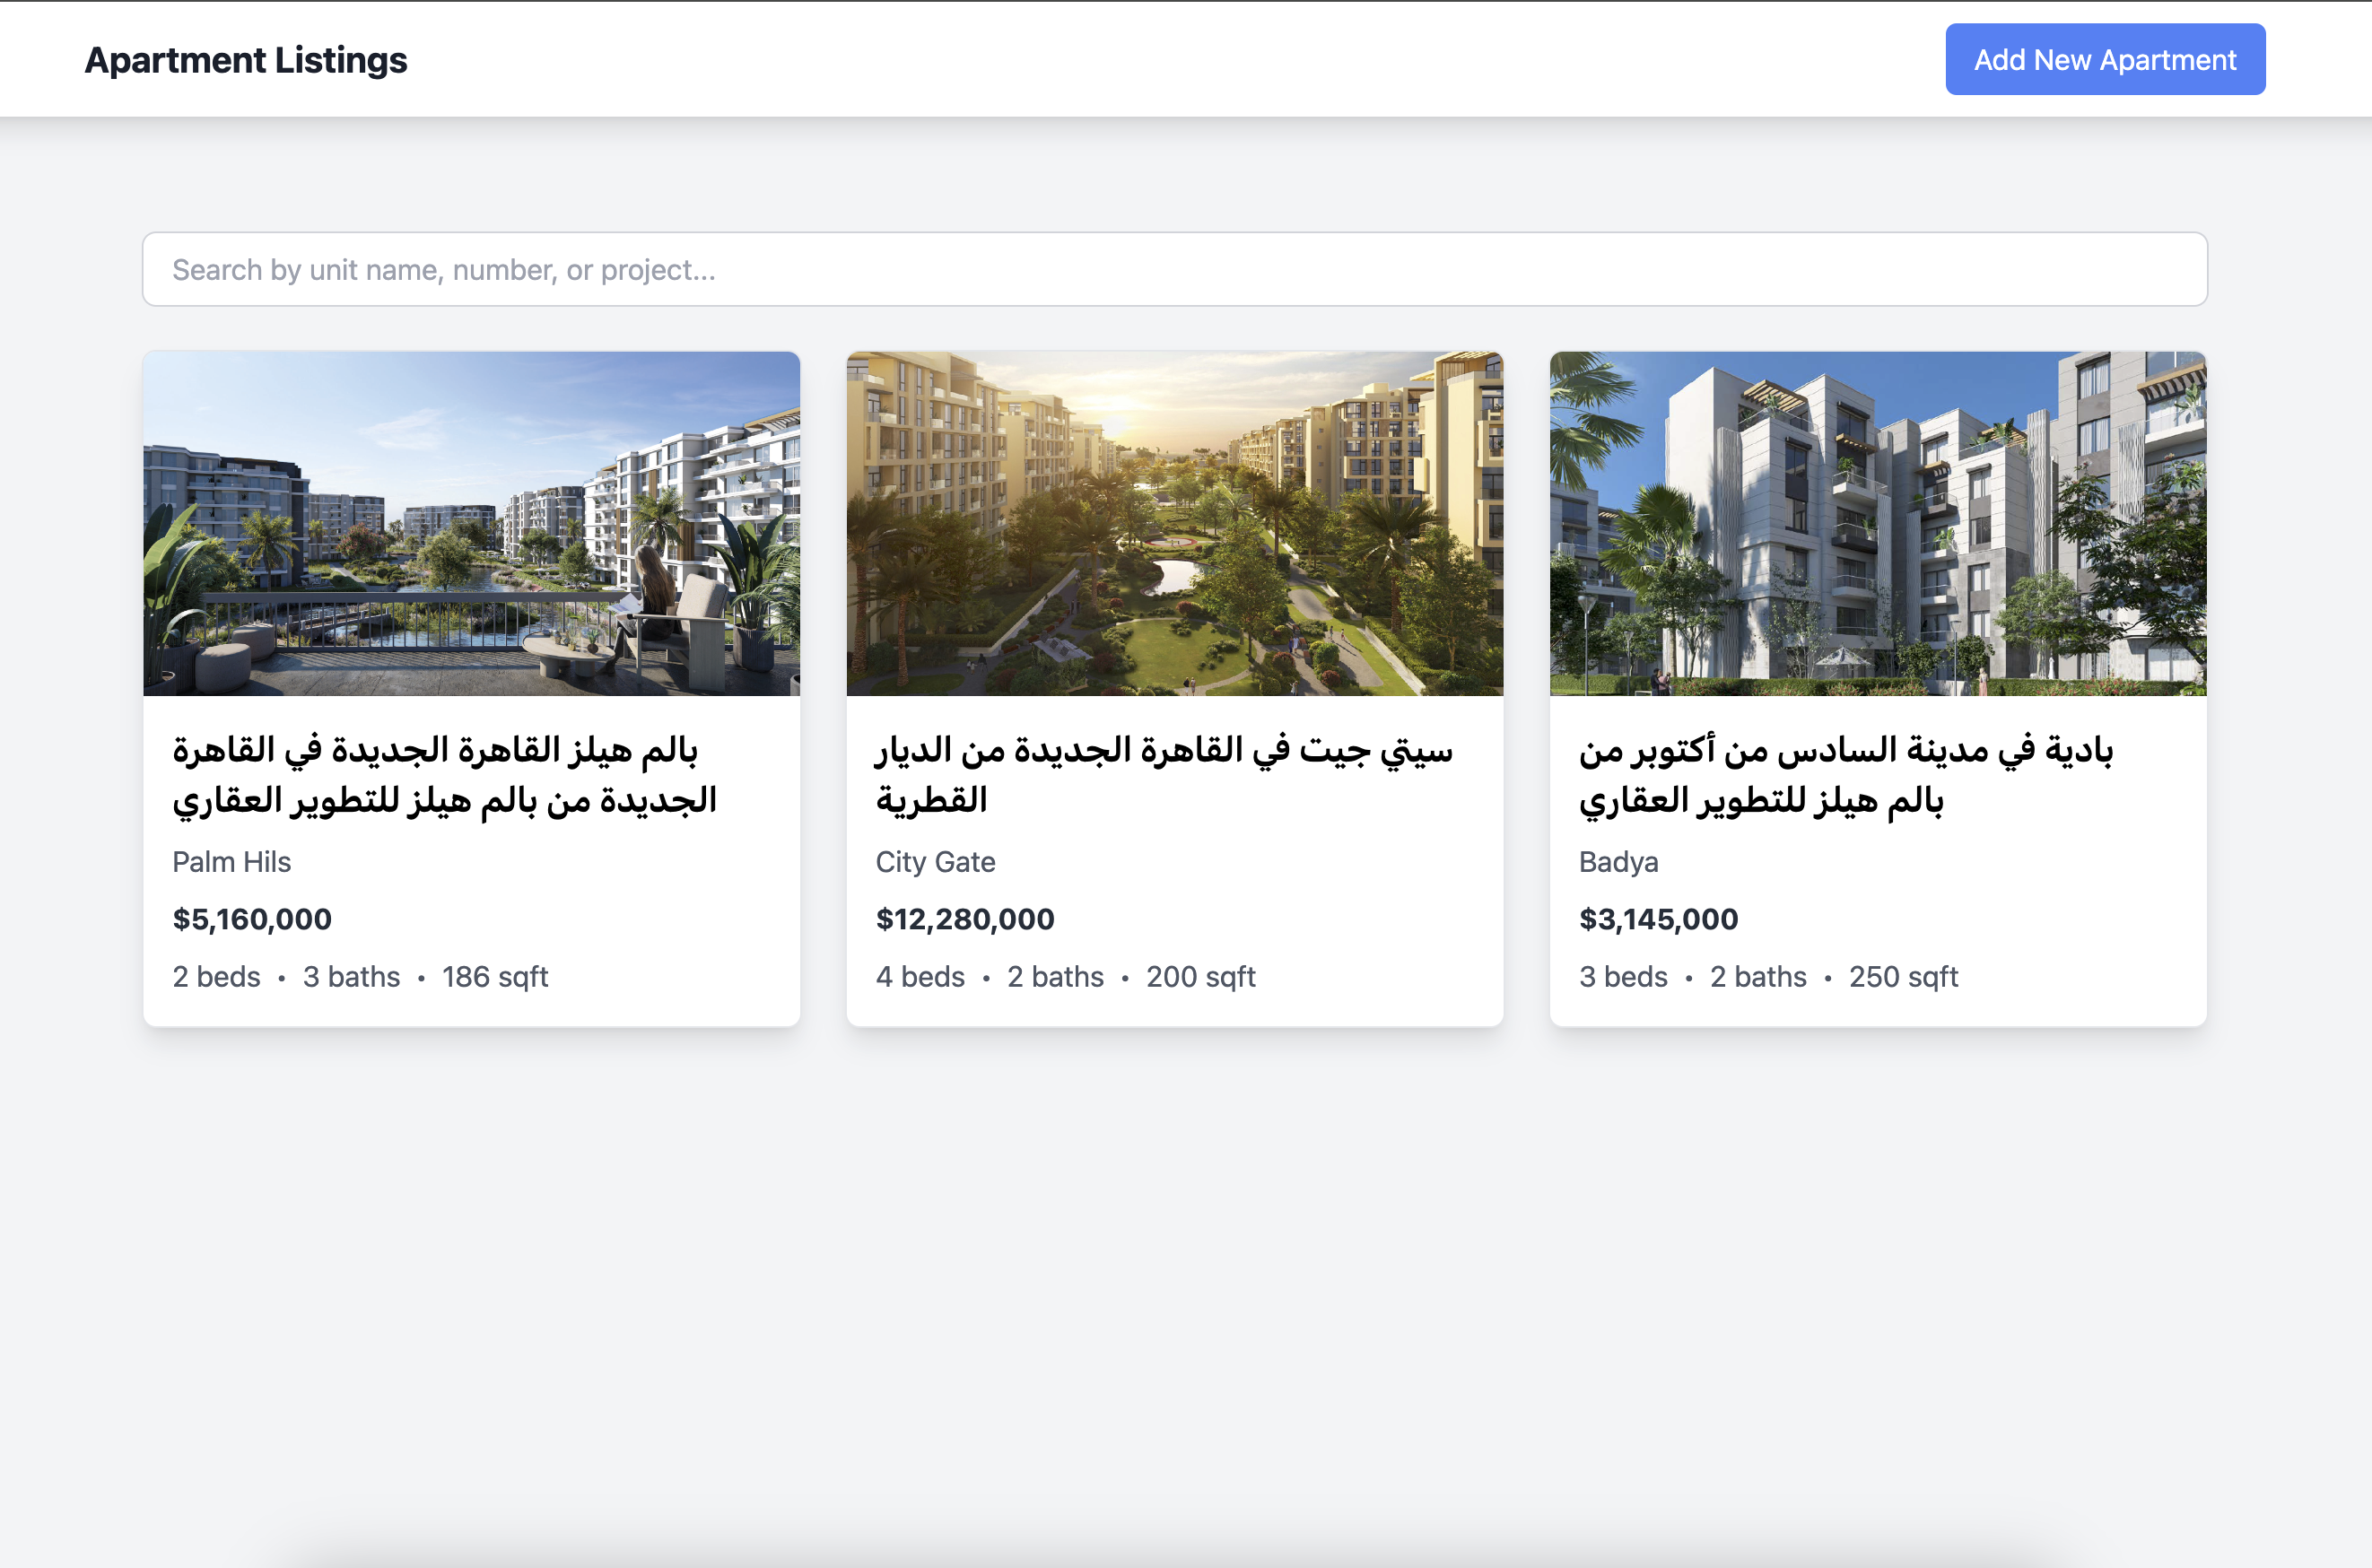 Apartment Listings
Add New Apartment
Search by unit name, number, or project...
بالم هيلز القاهرة الجديدة في القاهرة
الجديدة من بالم هيلز للتطوير العقاري
Palm Hils
$5,160,000
2 beds • 3 baths • 186 sqft
سيتي جيت في القاهرة الجديدة من الديار
القطرية
City Gate
$12,280,000
4 beds • 2 baths • 200 sqft
بادية في مدينة السادس من أكتوبر من
بالم هيلز للتطوير العقاري
Badya
$3,145,000
3 beds • 2 baths • 250 sqft